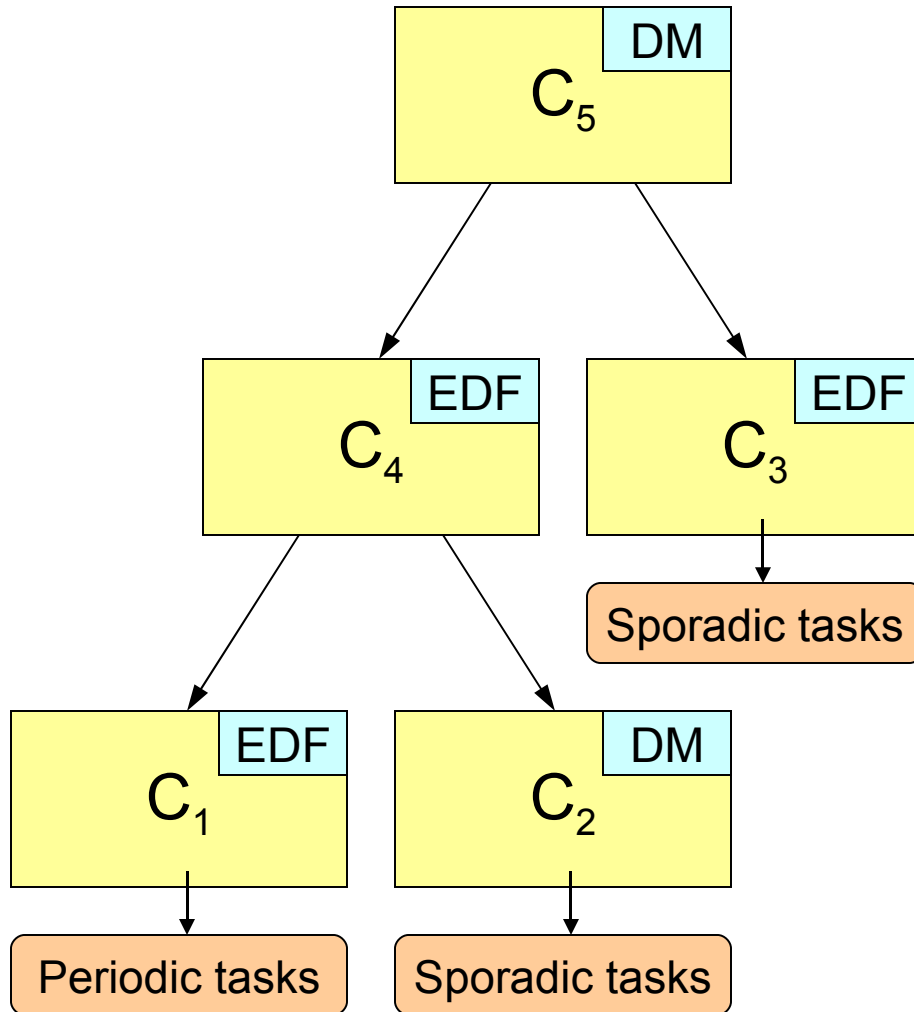 DM
C5
EDF
C4
EDF
C3
Sporadic tasks
EDF
C1
DM
C2
Periodic tasks
Sporadic tasks